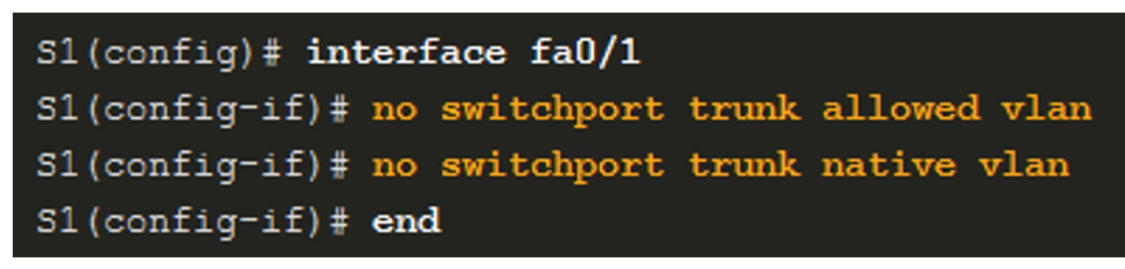 S1(config)# interface fa0/1
S1(config-if)# no switchport trunk allowed vlan
S1(config-if)# no switchport trunk native vlan
S1(config-if)# end